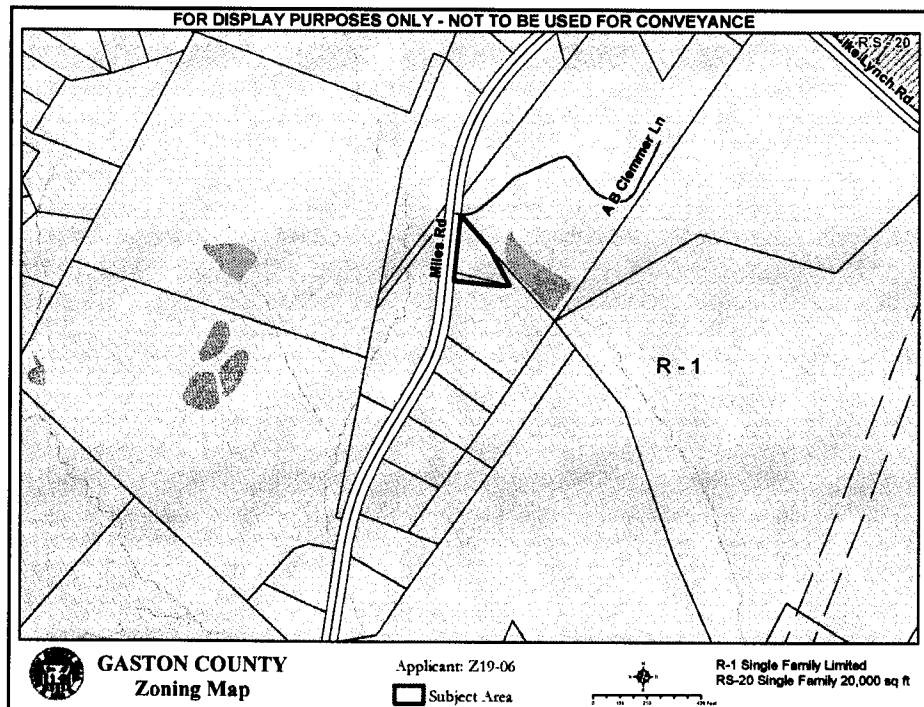 FOR DISPLAY PURPOSES ONLY - NOT TO BE USED FOR CONVEYANCE
RS - 20
Ike Lynch Rd
A B Clemmer Ln
Miles Rd
R - 1
GASTON COUNTY
Zoning Map
Applicant: Z19-06
Subject Area
R-1 Single Family Limited
RS-20 Single Family 20,000 sq ft